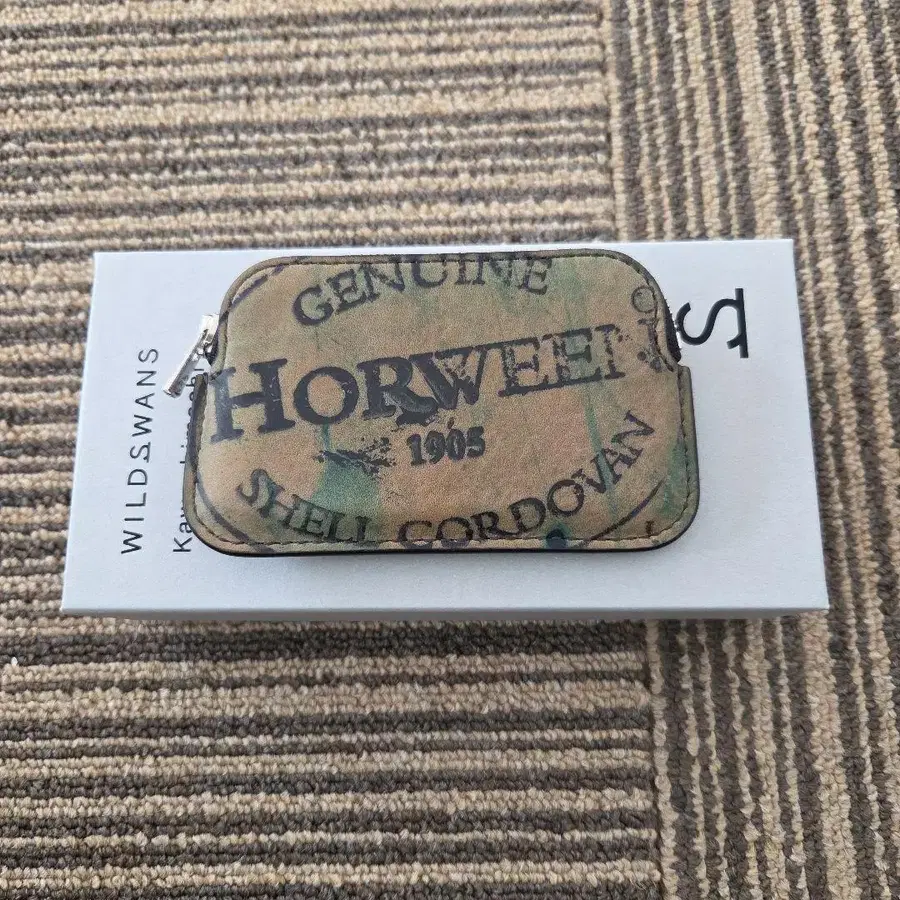 GENUINE
HORWEEN
1905
SHELL CORDOVAN
WILDSWANS